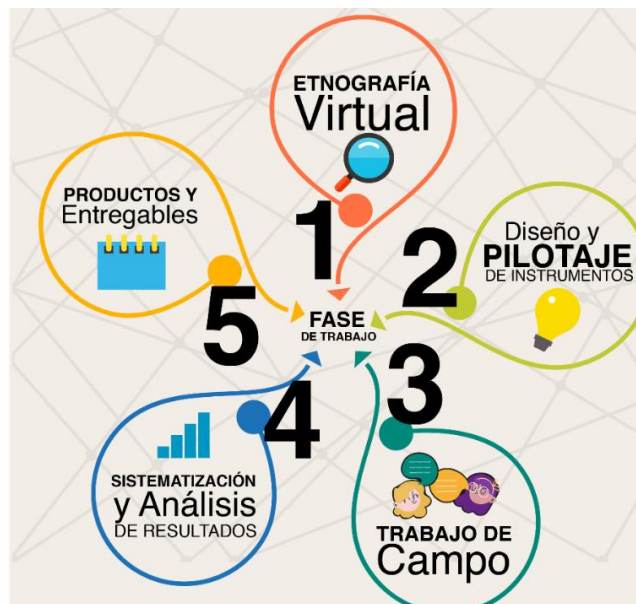 1
ETNOGRAFÍA
Virtual
2
Diseño y
PILOTAJE
DE INSTRUMENTOS
3
TRABAJO DE
Campo
4
SISTEMATIZACIÓN
y Análisis
DE RESULTADOS
5
PRODUCTOS Y
Entregables
FASE
DE TRABAJO